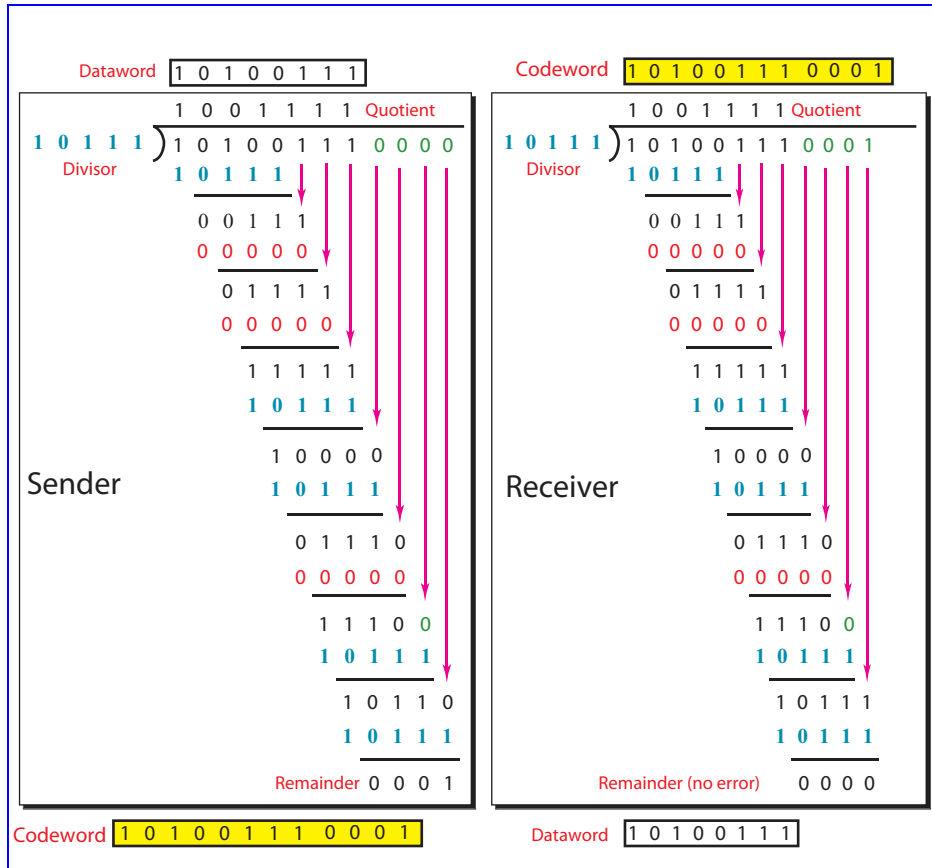 Dataword 1 0 1 0 0 1 1 1
1 0 0 1 1 1 1 Quotient
1 0 1 1 1 ) 1 0 1 0 0 1 1 1 0 0 0 0
Divisor
1 0 1 1 1
0 0 1 1 1
0 0 0 0 0
0 1 1 1 1
0 0 0 0 0
1 1 1 1 1
1 0 1 1 1
1 0 0 0 0
Sender
1 0 1 1 1
0 1 1 1 0
0 0 0 0 0
1 1 1 0 0
1 0 1 1 1
1 0 1 1 0
1 0 1 1 1
Remainder 0 0 0 1
Codeword 1 0 1 0 0 1 1 1 0 0 0 1
Codeword 1 0 1 0 0 1 1 1 0 0 0 1
1 0 0 1 1 1 1 Quotient
1 0 1 1 1 ) 1 0 1 0 0 1 1 1 0 0 0 1
Divisor
1 0 1 1 1
0 0 1 1 1
0 0 0 0 0
0 1 1 1 1
0 0 0 0 0
1 1 1 1 1
1 0 1 1 1
1 0 0 0 0
Receiver
1 0 1 1 1
0 1 1 1 0
0 0 0 0 0
1 1 1 0 0
1 0 1 1 1
1 0 1 1 1
1 0 1 1 1
Remainder (no error) 0 0 0 0
Dataword 1 0 1 0 0 1 1 1